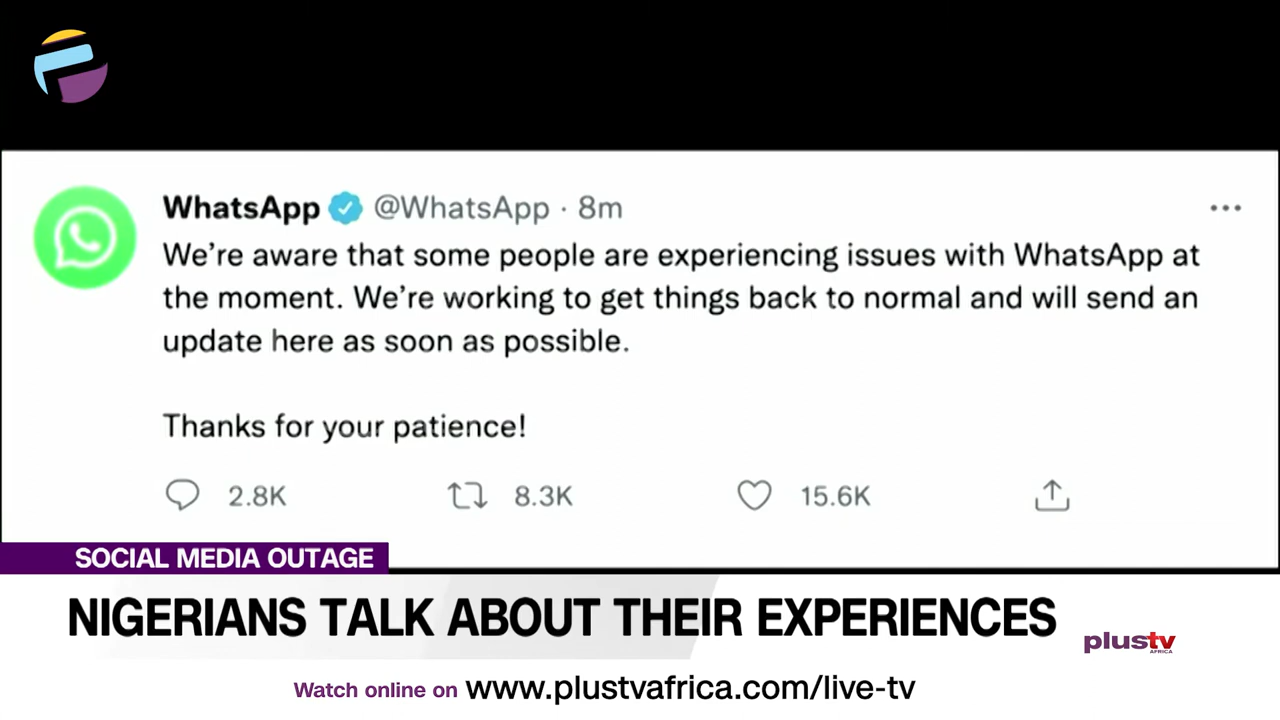 WhatsApp @WhatsApp · 8m
We're aware that some people are experiencing issues with WhatsApp at
the moment. We're working to get things back to normal and will send an
update here as soon as possible.
Thanks for your patience!
2.8K 8.3K 15.6K
SOCIAL MEDIA OUTAGE
NIGERIANS TALK ABOUT THEIR EXPERIENCES
plustv
AFRICA
Watch online on www.plustvafrica.com/live-tv